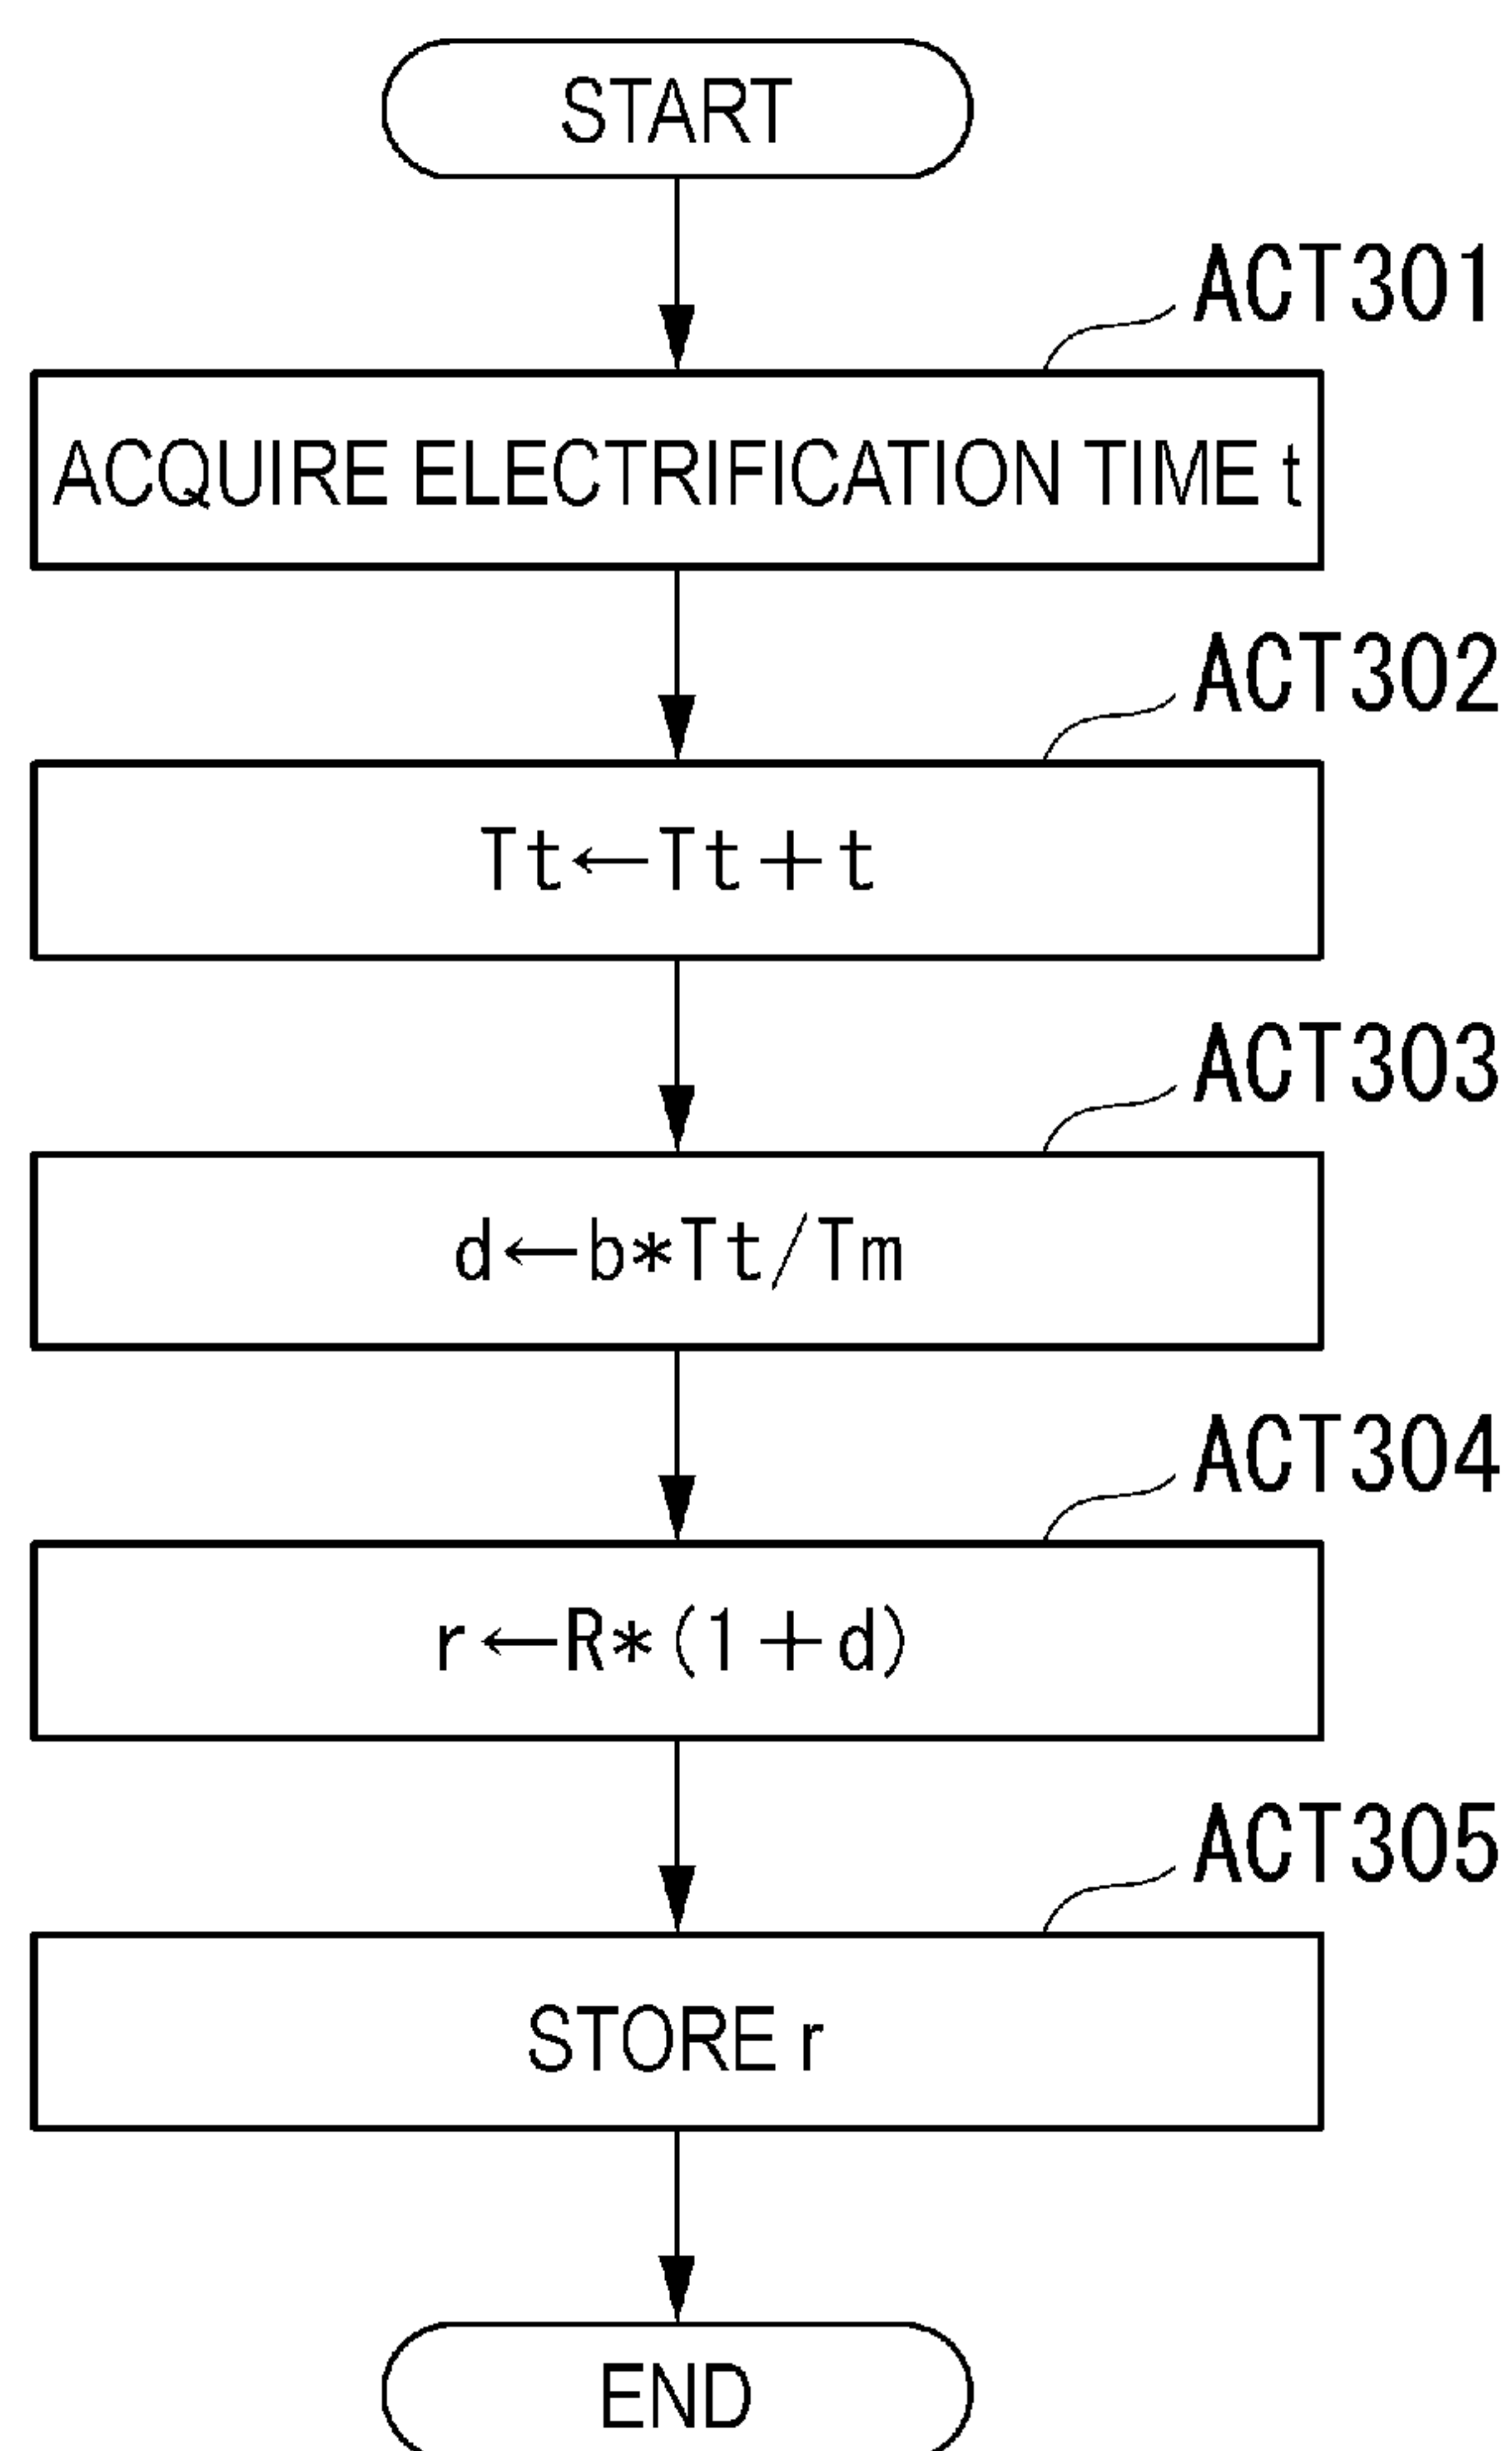 START
ACT301
ACQUIRE ELECTRIFICATION TIME t
ACT302
Tt←Tt+t
ACT303
d←b*Tt/Tm
ACT304
r←R*(1+d)
ACT305
STORE r
END